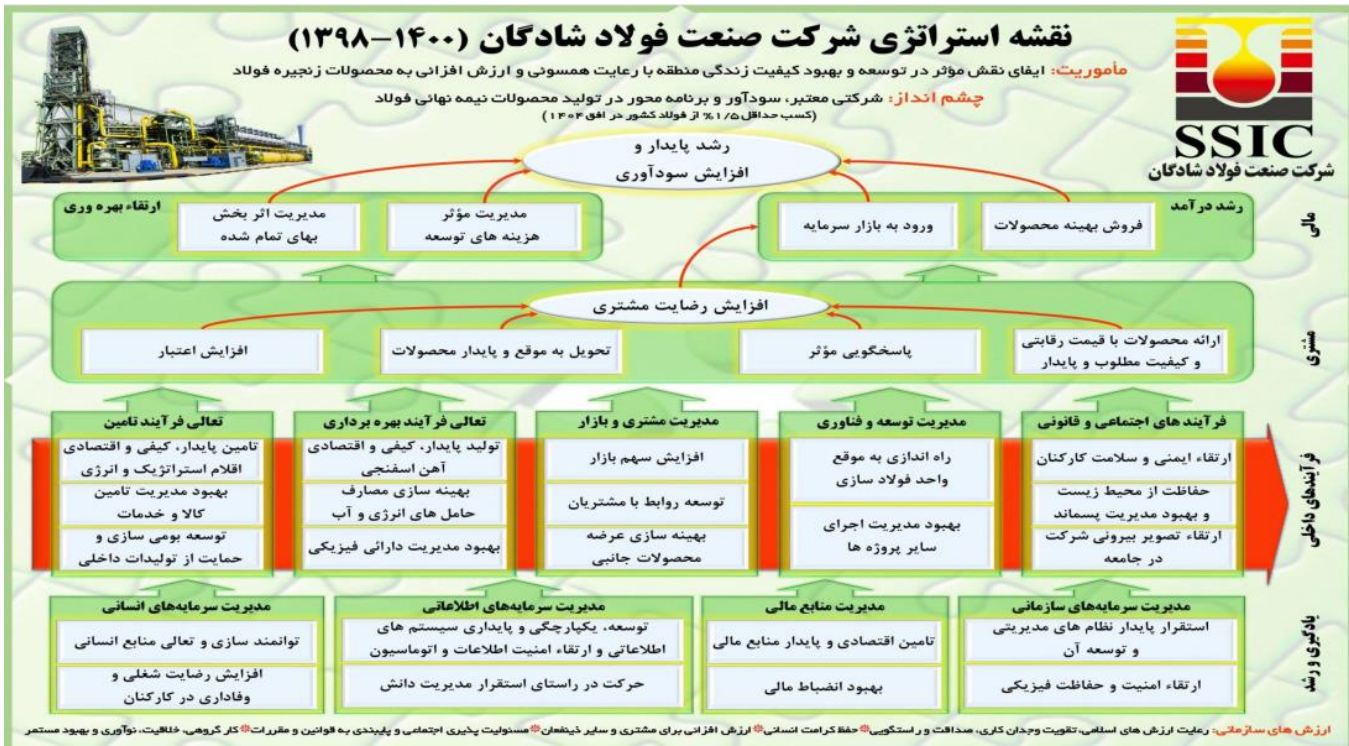 نقشه استراتژی شرکت صنعت فولاد شادگان (۱۴۰۰-۱۳۹۸)
مأموریت: ایفای نقش مؤثر در توسعه و بهبود کیفیت زندگی منطقه با رعایت همسوئی و ارزش افزائی به محصولات زنجیره فولاد
چشم انداز: شرکتی معتبر، سودآور و برنامه محور در تولید محصولات نیمه نهائی فولاد
(کسب حداقل ۱/۵% از فولاد کشور در افق ۱۴۰۴)
SSIC
شرکت صنعت فولاد شادگان
رشد پایدار و
افزایش سودآوری
مالی
رشد درآمد
فروش بهینه محصولات
ورود به بازار سرمایه
ارتقاء بهره وری
مدیریت مؤثر
هزینه های توسعه
مدیریت اثر بخش
بهای تمام شده
مشتری
افزایش رضایت مشتری
ارائه محصولات با قیمت رقابتی
و کیفیت مطلوب و پایدار
پاسخگویی مؤثر
تحویل به موقع و پایدار محصولات
افزایش اعتبار
فرآیندهای داخلی
فرآیند های اجتماعی و قانونی
ارتقاء ایمنی و سلامت کارکنان
حفاظت از محیط زیست
و بهبود مدیریت پسماند
ارتقاء تصویر بیرونی شرکت
در جامعه
مدیریت توسعه و فناوری
راه اندازی به موقع
واحد فولاد سازی
بهبود مدیریت اجرای
سایر پروژه ها
مدیریت مشتری و بازار
افزایش سهم بازار
توسعه روابط با مشتریان
بهینه سازی عرضه
محصولات جانبی
تعالی فرآیند بهره برداری
تولید پایدار، کیفی و اقتصادی
آهن اسفنجی
بهینه سازی مصارف
حامل های انرژی و آب
بهبود مدیریت دارائی فیزیکی
تعالی فرآیند تامین
تامین پایدار، کیفی و اقتصادی
اقلام استراتژیک و انرژی
بهبود مدیریت تامین
کالا و خدمات
توسعه بومی سازی و
حمایت از تولیدات داخلی
یادگیری و رشد
مدیریت سرمایه‌های سازمانی
استقرار پایدار نظام های مدیریتی
و توسعه آن
ارتقاء امنیت و حفاظت فیزیکی
مدیریت منابع مالی
تامین اقتصادی و پایدار منابع مالی
بهبود انضباط مالی
مدیریت سرمایه‌های اطلاعاتی
توسعه، یکپارچگی و پایداری سیستم های
اطلاعاتی و ارتقاء امنیت اطلاعات و اتوماسیون
حرکت در راستای استقرار مدیریت دانش
مدیریت سرمایه‌های انسانی
توانمند سازی و تعالی منابع انسانی
افزایش رضایت شغلی و
وفاداری در کارکنان
ارزش های سازمانی: رعایت ارزش های اسلامی، تقویت وجدان کاری، صداقت و راستگویی* حفظ کرامت انسانی* ارزش افزائی برای مشتری و سایر ذینفعان* مسئولیت پذیری اجتماعی و پایبندی به قوانین و مقررات* کار گروهی، خلاقیت، نوآوری و بهبود مستمر